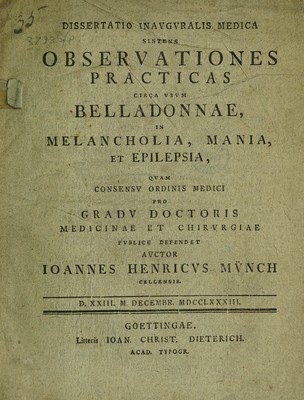 DISSERTATIO INAVGVRALIS MEDICA
SISTENS
OBSERVATIONES
PRACTICAS
CIRCA VSVM
BELLADONNAE,
IN
MELANCHOLIA, MANIA,
ET EPILEPSIA,
QVAM
CONSENSV ORDINIS MEDICI
PRO
GRADV DOCTORIS
MEDICINAE ET CHIRVRGIAE
PVBLICE DEFENDET
AVCTOR
IOANNES HENRICVS MÜNCH
CELLENSIS.
D. XXIII. M DECEMBR. MDCCLXXXIII.
GOETTINGAE,
Litteris IOAN. CHRIST. DIETERICH.
ACAD. TYPOGR.